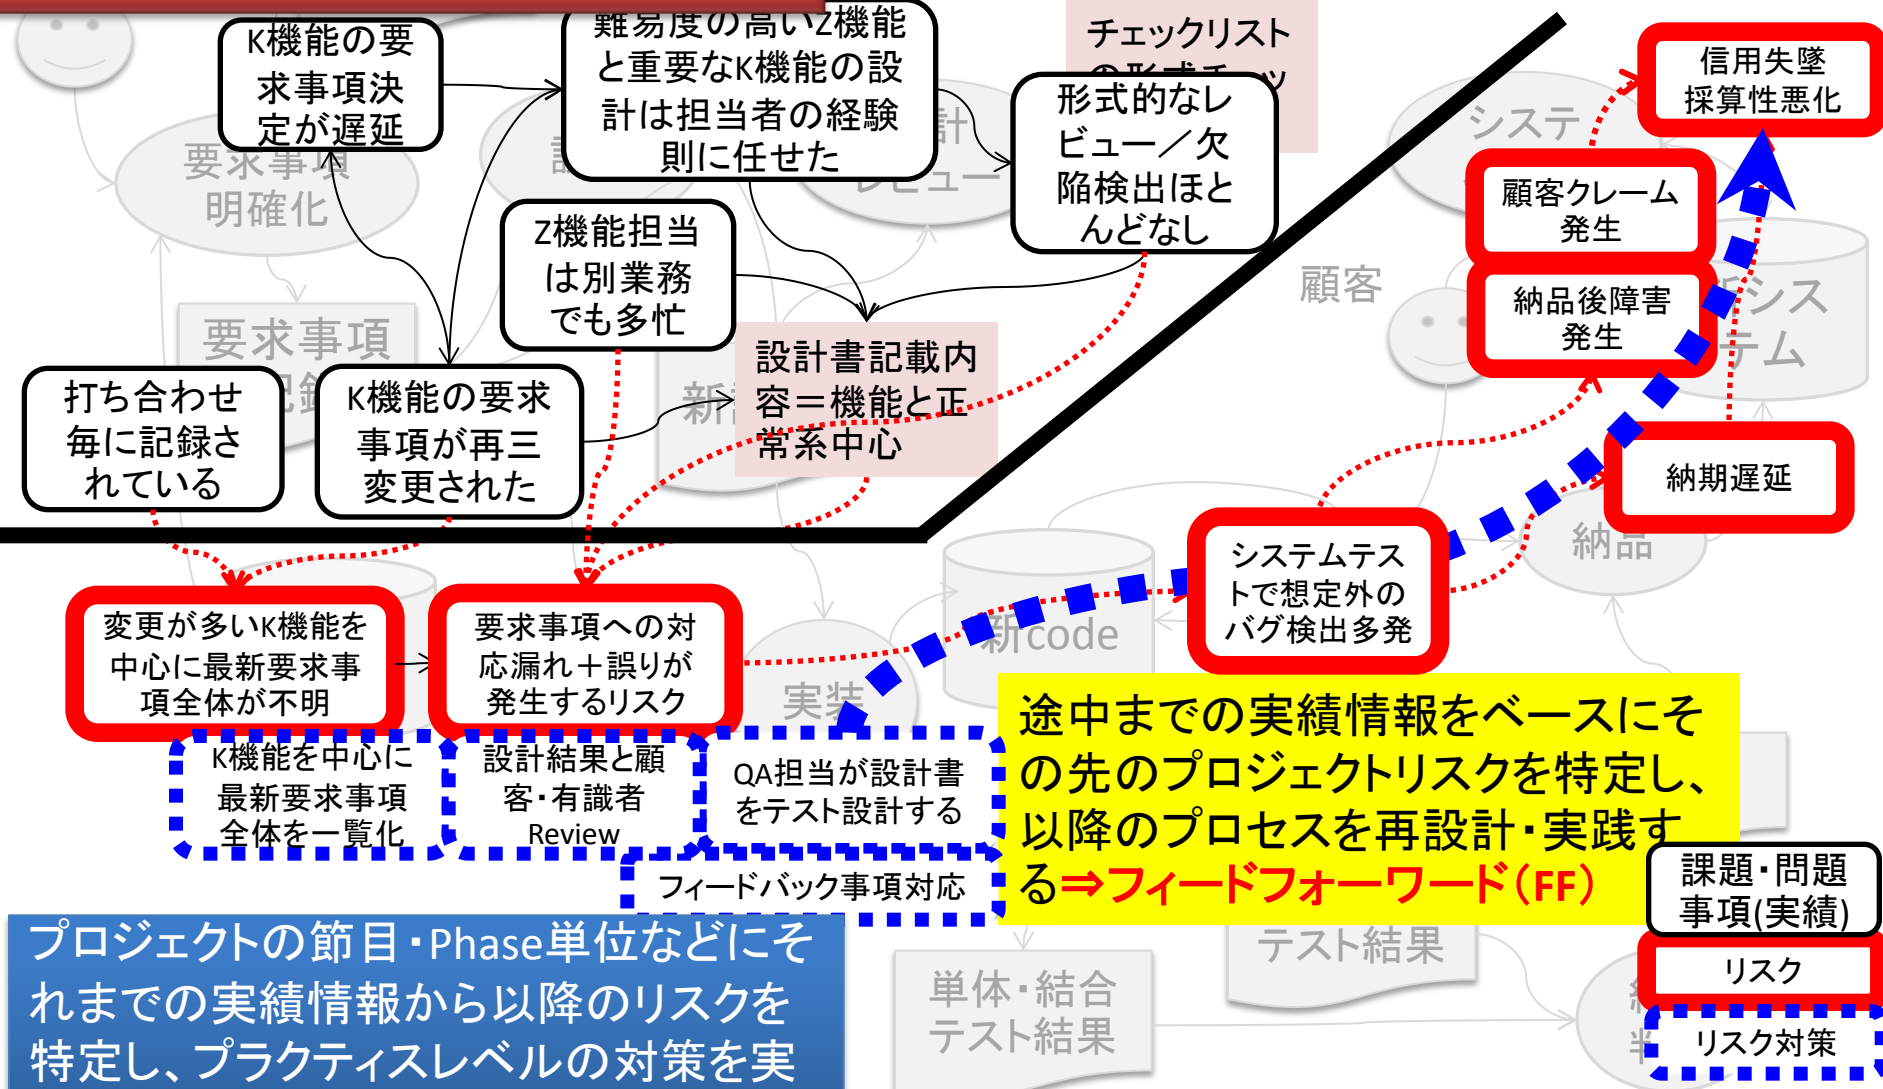 K機能の要
求事項決
定が遅延
難易度の高いZ機能
と重要なK機能の設
計は担当者の経験
則に任せた
チェックリスト
形式的なレ
ビュー／欠
陥検出ほと
んどなし
信用失墜
採算性悪化
システ
顧客クレーム
発生
納品後障害
発生
顧客
システ
テム
要求事項
明確化
計
レビュー
Z機能担当
は別業務
でも多忙
要求事項
打ち合わせ
毎に記録さ
れている
K機能の要求
事項が再三
変更された
新
設計書記載内
容＝機能と正
常系中心
納期遅延
納品
システムテス
トで想定外の
バグ検出多発
変更が多いK機能を
中心に最新要求事
項全体が不明
要求事項への対
応漏れ＋誤りが
発生するリスク
実装
新code
K機能を中心に
最新要求事項
全体を一覧化
設計結果と顧
客・有識者
Review
QA担当が設計書
をテスト設計する
フィードバック事項対応
途中までの実績情報をベースにそ
の先のプロジェクトリスクを特定し、
以降のプロセスを再設計・実践す
る⇒フィードフォーワード（FF）
課題・問題
事項(実績)
リスク
リスク対策
プロジェクトの節目・Phase単位などにそ
れまでの実績情報から以降のリスクを
特定し、プラクティスレベルの対策を実
単体・結合
テスト結果
テスト結果